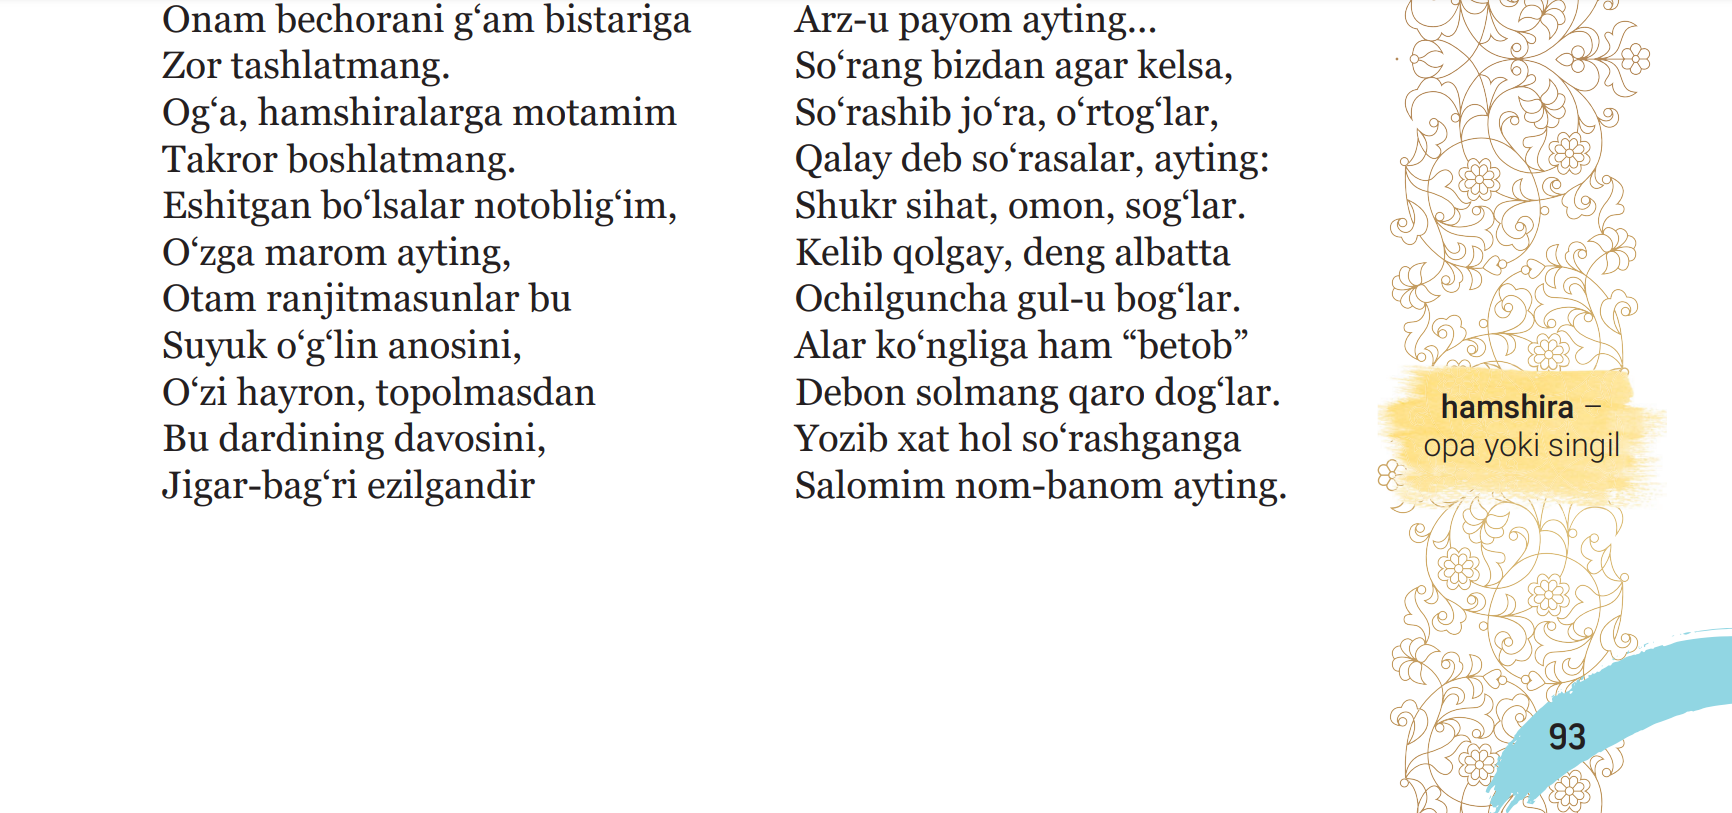 Onam bechorani g‘am bistariga
Zor tashlatmang.
Og‘a, hamshiralarga motamim
Takror boshlatmang.
Eshitgan bo‘lsalar notoblig‘im,
O‘zga marom ayting,
Otam ranjitmasunlar bu
Suyuk o‘g‘lin anosini,
O‘zi hayron, topolmasdan
Bu dardining davosini,
Jigar-bag‘ri ezilgandir
Arz-u payom ayting...
So‘rang bizdan agar kelsa,
So‘rashib jo‘ra, o‘rtog‘lar,
Qalay deb so‘rasalar, ayting:
Shukr sihat, omon, sog‘lar.
Kelib qolgay, deng albatta
Ochilguncha gul-u bog‘lar.
Alar ko‘ngliga ham “betob”
Debon solmang qaro dog‘lar.
Yozib xat hol so‘rashganga
Salomim nom-banom ayting.
hamshira –
opa yoki singil
93